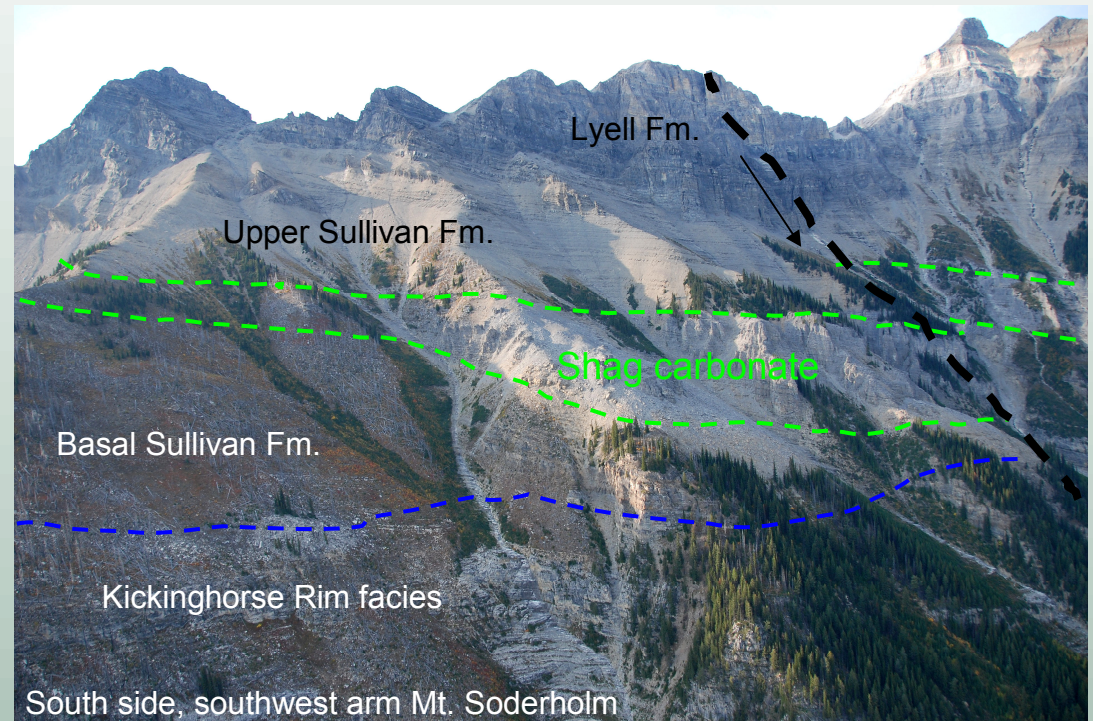 Lyell Fm.
Upper Sullivan Fm.
Shag carbonate
Basal Sullivan Fm.
Kickinghorse Rim facies
South side, southwest arm Mt. Soderholm